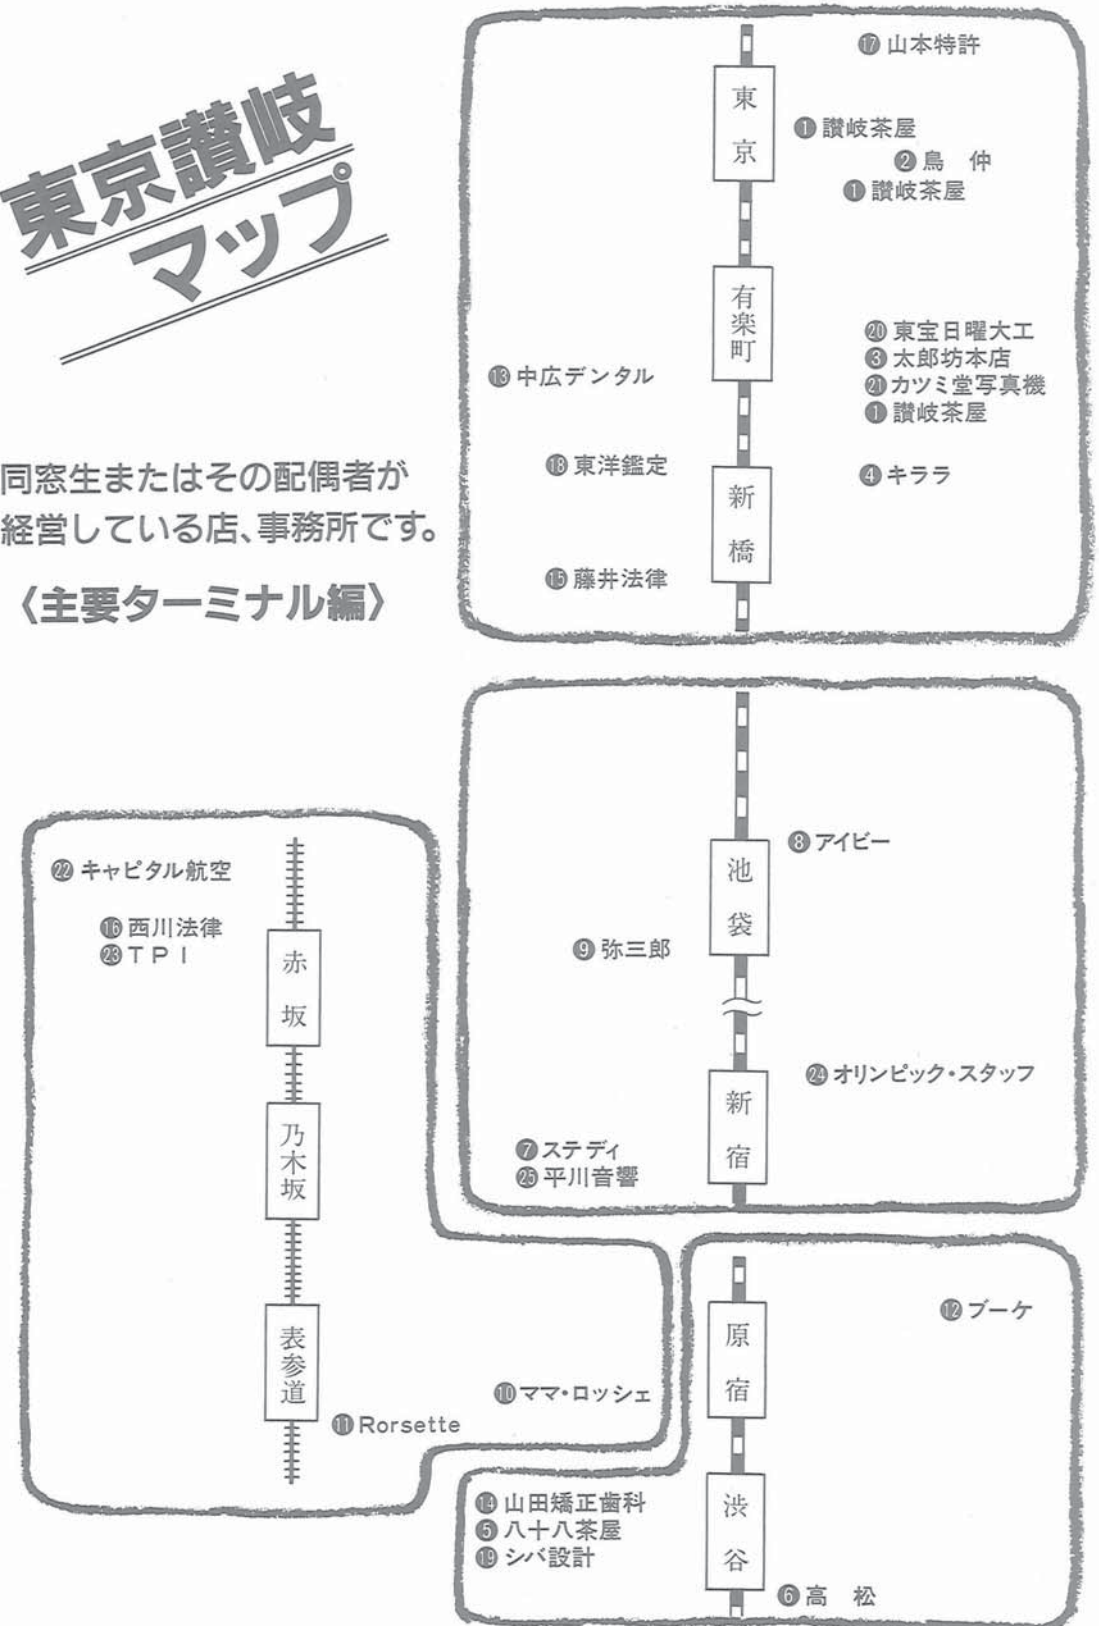 東京讃岐
マップ
同窓生またはその配偶者が
経営している店、事務所です。
〈主要ターミナル編〉
⑰山本特許
東京
①讃岐茶屋
②鳥　仲
①讃岐茶屋
有楽町
⑳東宝日曜大工
③太郎坊本店
㉑カツミ堂写真機
①讃岐茶屋
⑬中広デンタル
⑱東洋鑑定
④キララ
新橋
⑮藤井法律
⑧アイビー
池袋
⑨弥三郎
㉔オリンピック・スタッフ
新宿
⑦ステディ
㉕平川音響
㉒キャピタル航空
⑯西川法律
㉓TPI
赤坂
乃木坂
表参道
⑩ママ・ロッシェ
⑪Rorsette
⑫ブーケ
原宿
⑭山田矯正歯科
⑤八十八茶屋
⑲シバ設計
渋谷
⑥高　松